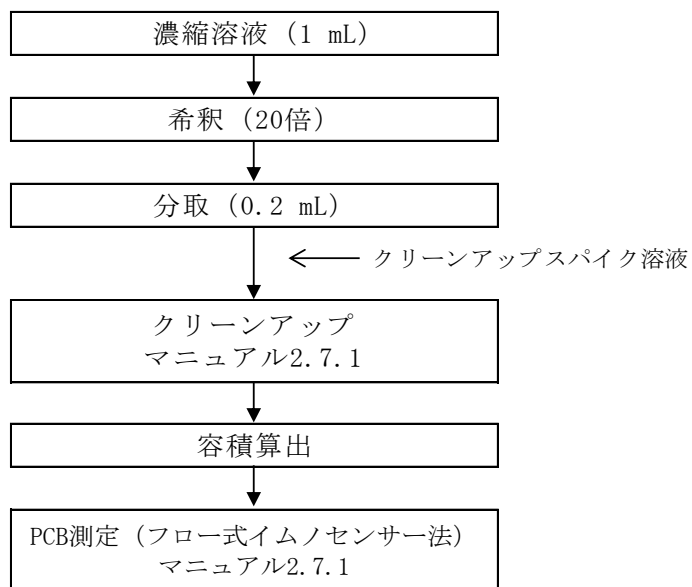 濃縮溶液（1 mL）
希釈（20倍）
分取（0.2 mL）
クリーンアップスパイク溶液
クリーンアップ
マニュアル2.7.1
容積算出
PCB測定（フロー式イムノセンサー法）
マニュアル2.7.1